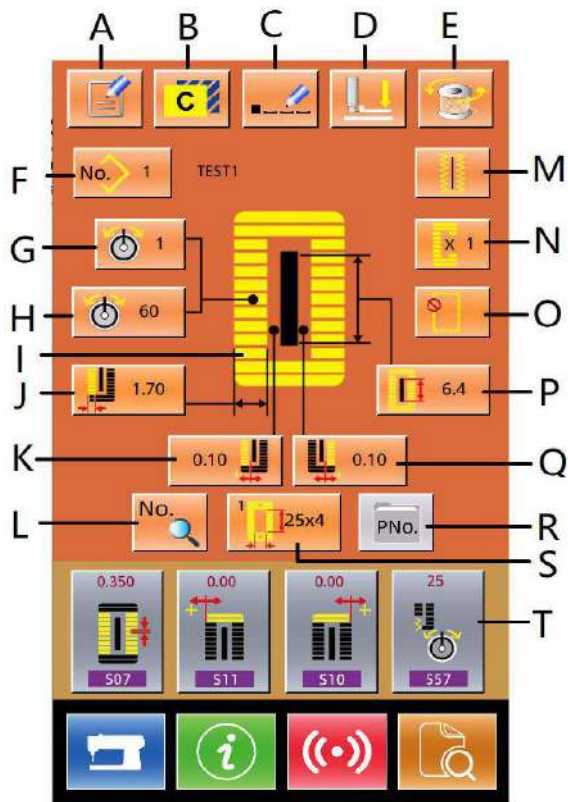 A B C D E
C
F No. 1 TEST1 M
G 1 x 1 N
H 60 O
I
J 1.70 6.4 P
K 0.10 0.10 Q
L No. 1 25x4 PNo. R
S
0.350 0.00 0.00 25
T
S07 S11 S10 S57
i